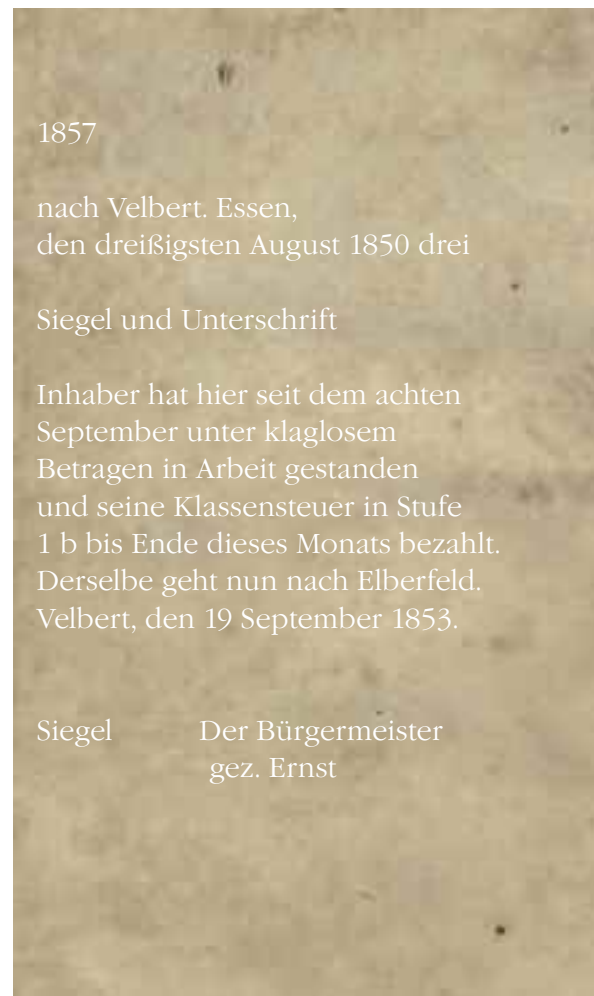 1857
nach Velbert. Essen,
den dreißigsten August 1850 drei
Siegel und Unterschrift
Inhaber hat hier seit dem achten
September unter klaglosem
Betragen in Arbeit gestanden
und seine Klassensteuer in Stufe
1 b bis Ende dieses Monats bezahlt.
Derselbe geht nun nach Elberfeld.
Velbert, den 19 September 1853.
Siegel Der Bürgermeister
gez. Ernst